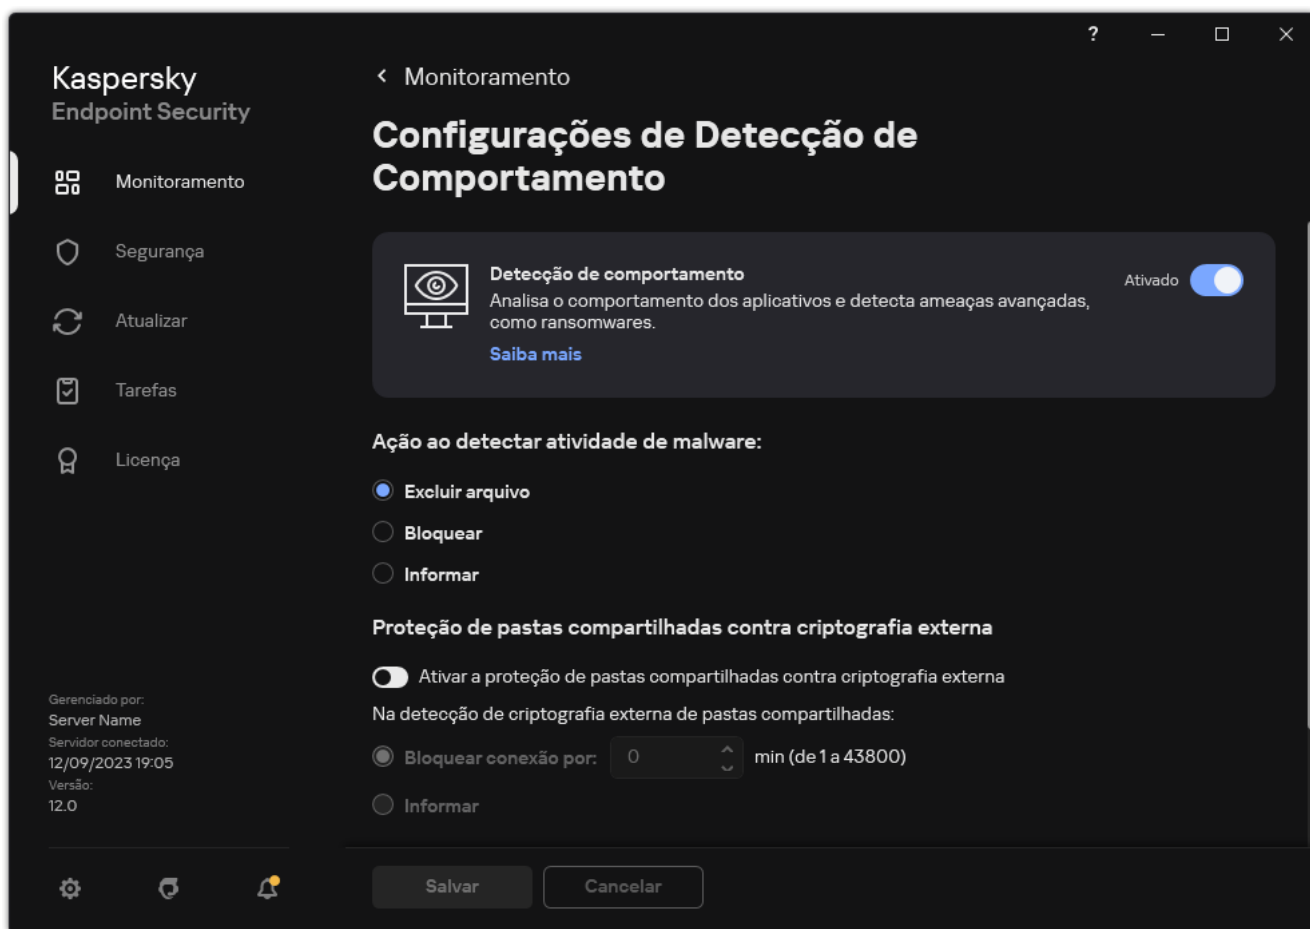 ?
Kaspersky
Endpoint Security
Monitoramento
Segurança
Atualizar
Tarefas
Licença
Gerenciado por:
Server Name
Servidor conectado:
12/09/2023 19:05
Versão:
12.0
Monitoramento
Configurações de Detecção de
Comportamento
Detecção de comportamento
Analisa o comportamento dos aplicativos e detecta ameaças avançadas,
como ransomwares.
Saiba mais
Ativado
Ação ao detectar atividade de malware:
Excluir arquivo
Bloquear
Informar
Proteção de pastas compartilhadas contra criptografia externa
Ativar a proteção de pastas compartilhadas contra criptografia externa
Na detecção de criptografia externa de pastas compartilhadas:
Bloquear conexão por: 0 min (de 1 a 43800)
Informar
Salvar Cancelar